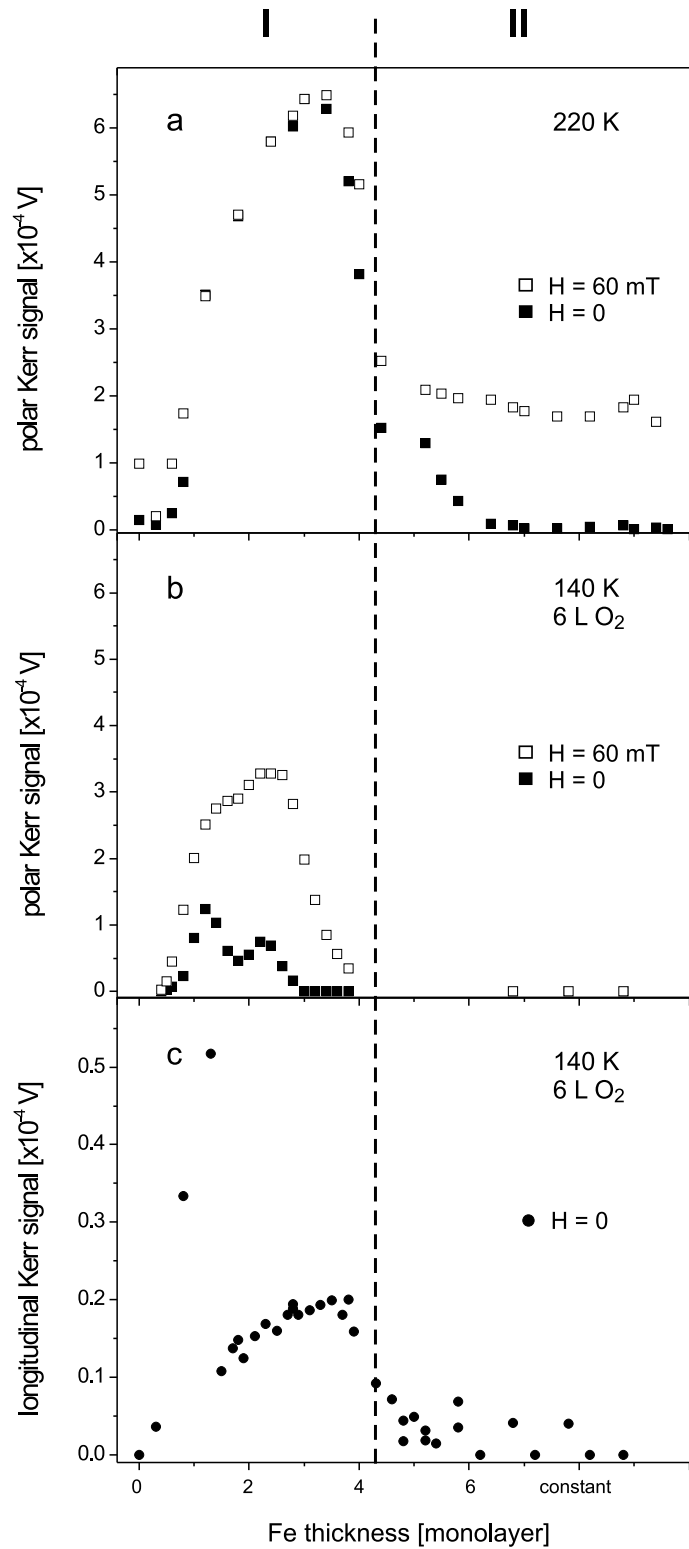 I II
a 220 K
6
5
4
3
2
1
0
polar Kerr signal [x10⁻⁴ V]
H = 60 mT
H = 0
b 140 K
6 L O₂
6
5
4
3
2
1
0
polar Kerr signal [x10⁻⁴ V]
H = 60 mT
H = 0
c 140 K
6 L O₂
0.5
0.4
0.3
0.2
0.1
0.0
longitudinal Kerr signal [x10⁻⁴ V]
H = 0
0 2 4 6 constant
Fe thickness [monolayer]